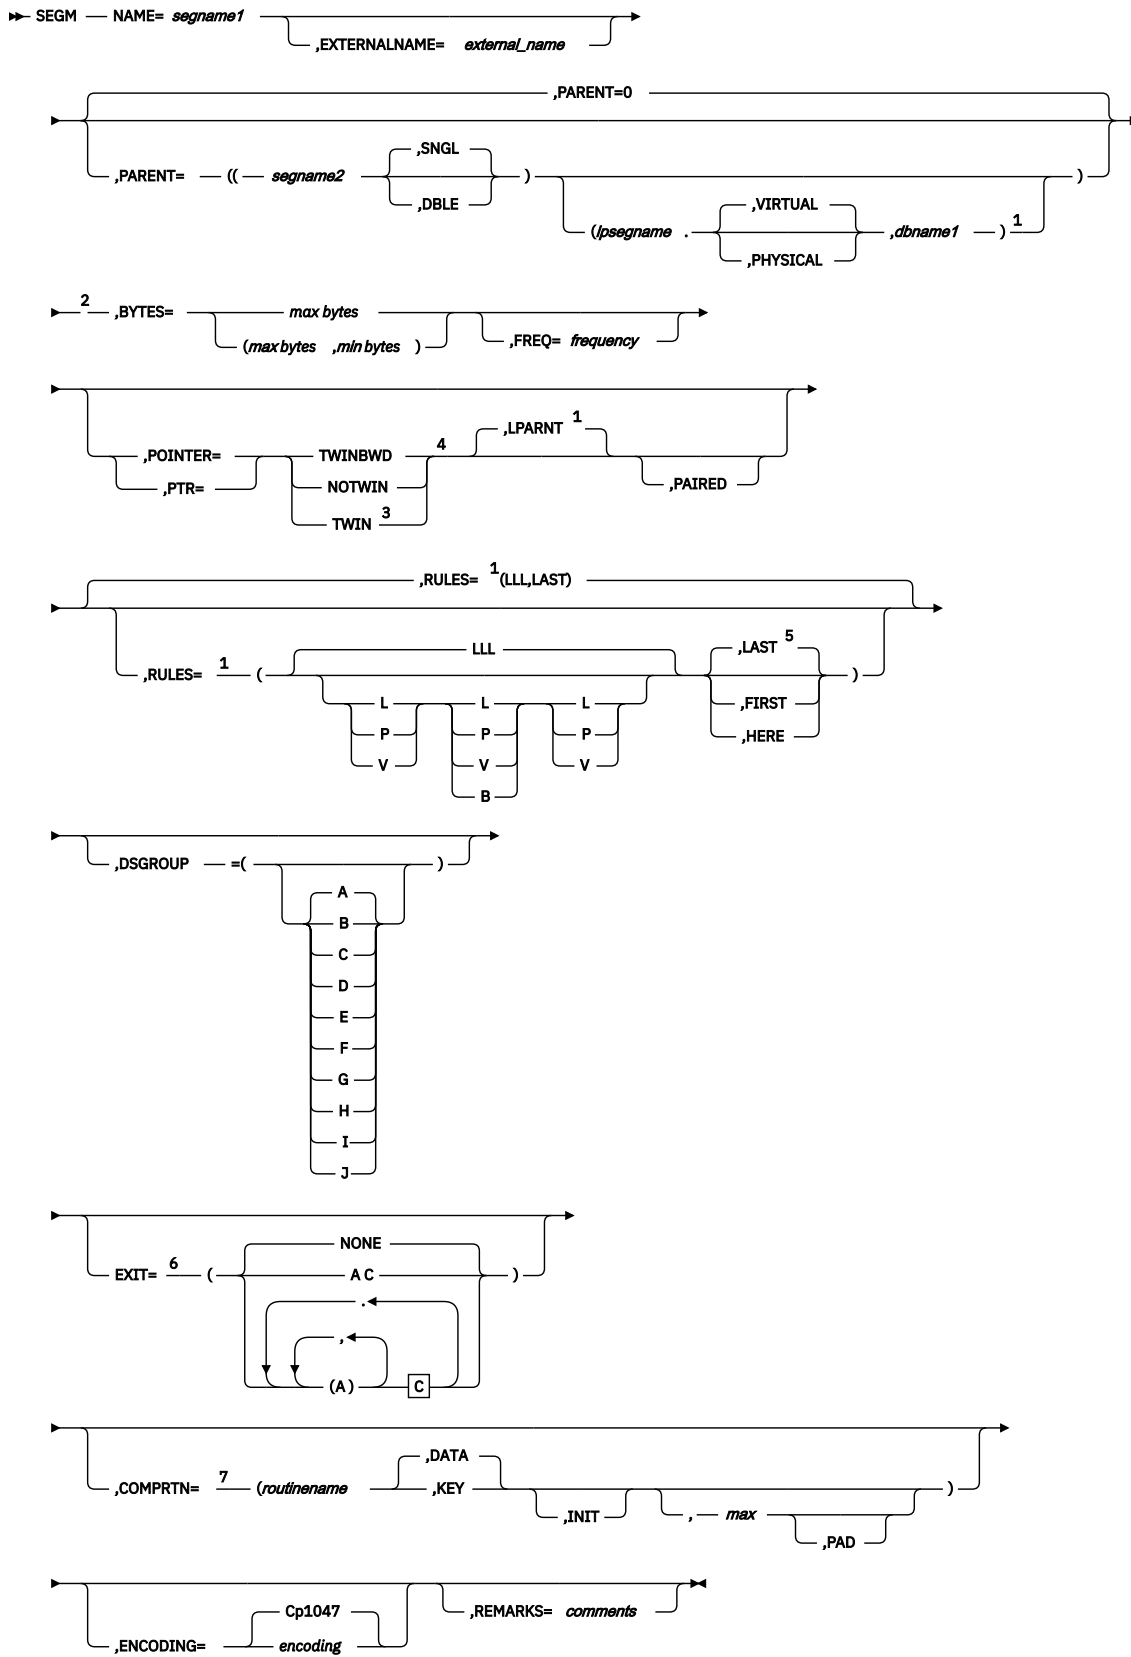 SEGM NAME= segname1
,EXTERNALNAME= external_name
,PARENT=0
,PARENT= (( segname2 ,SNGL ,DBLE )
(lpsegname . ,VIRTUAL ,PHYSICAL ,dbname1 ) 1 )
2 ,BYTES= max bytes
(max bytes ,min bytes ) ,FREQ= frequency
,POINTER= TWINBWD 4 ,LPARNT 1
,PTR= NOTWIN ,PAIRED
TWIN 3
,RULES= 1 (LLL,LAST)
LLL ,LAST 5
,RULES= 1 ( )
L L L ,FIRST
P P P ,HERE
V V V
B
,DSGROUP =( )
A
B
C
D
E
F
G
H
I
J
NONE
EXIT= 6 ( A C )
.
,
(A) C
,DATA
,COMPRTN= 7 (routinename ,KEY )
,INIT , max
,PAD
Cp1047 ,REMARKS= comments
,ENCODING= encoding